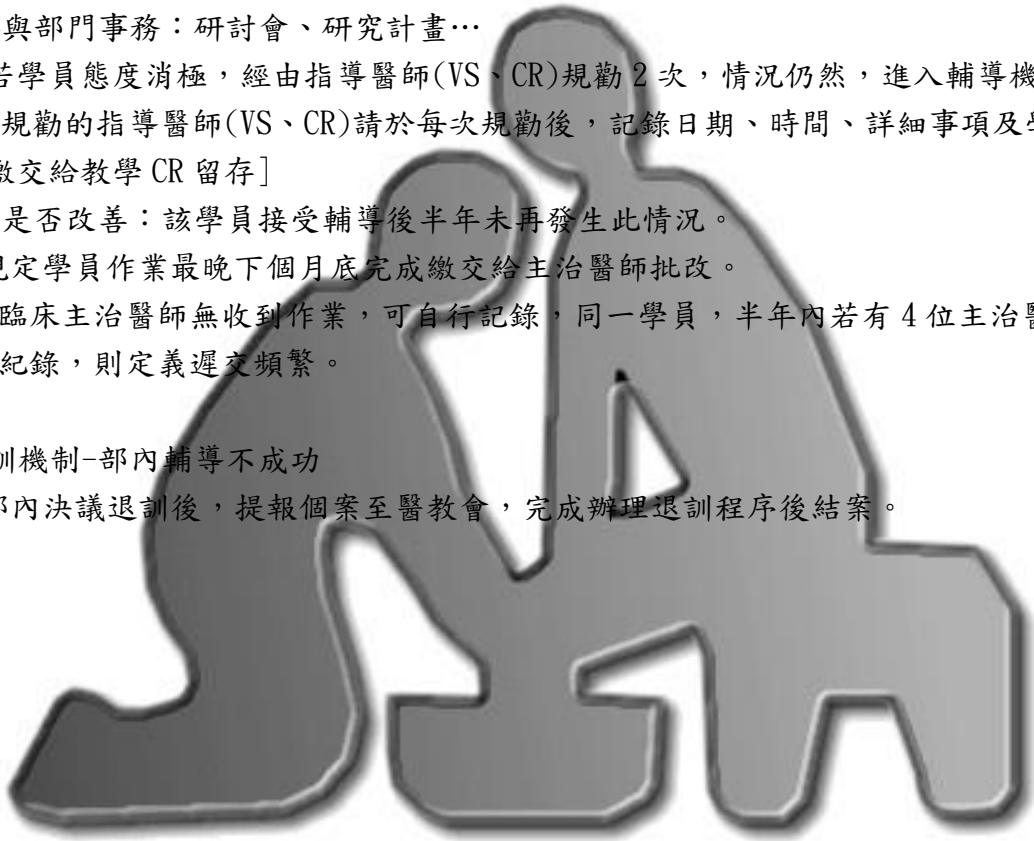 與部門事務：研討會、研究計畫…
若學員態度消極，經由指導醫師(VS、CR)規勸 2 次，情況仍然，進入輔導機
規勸的指導醫師(VS、CR)請於每次規勸後，記錄日期、時間、詳細事項及學
繳交給教學 CR 留存]
是否改善：該學員接受輔導後半年未再發生此情況。
規定學員作業最晚下個月底完成繳交給主治醫師批改。
臨床主治醫師無收到作業，可自行記錄，同一學員，半年內若有 4 位主治醫
紀錄，則定義遲交頻繁。
訓機制-部內輔導不成功
部內決議退訓後，提報個案至醫教會，完成辦理退訓程序後結案。